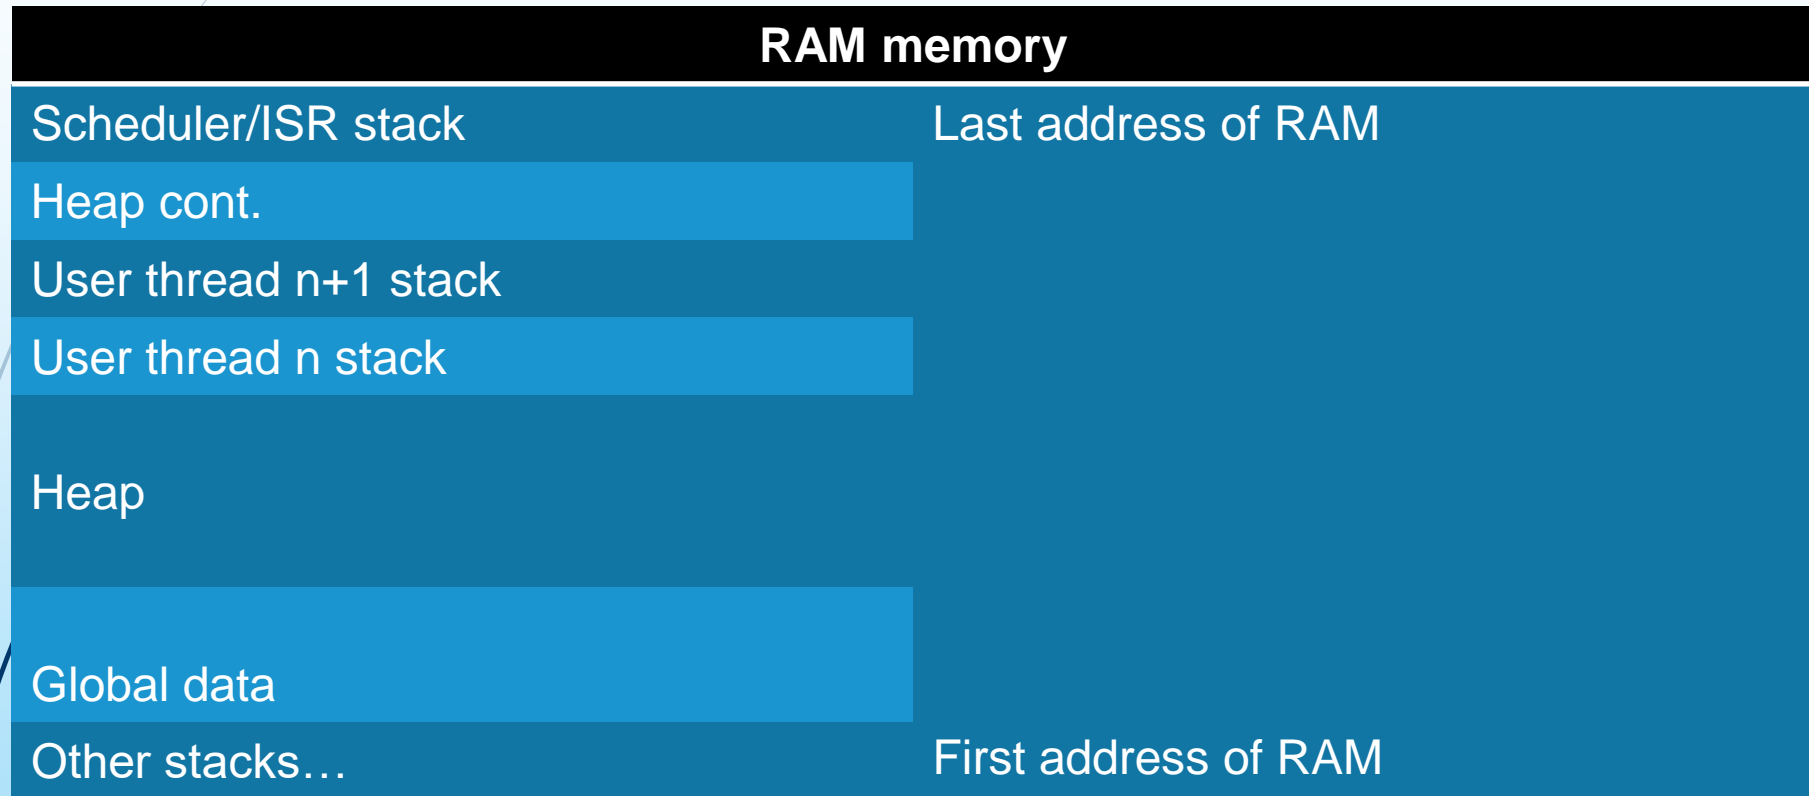 RAM memory
Scheduler/ISR stack Last address of RAM
Heap cont.
User thread n+1 stack
User thread n stack
Heap
Global data
Other stacks… First address of RAM